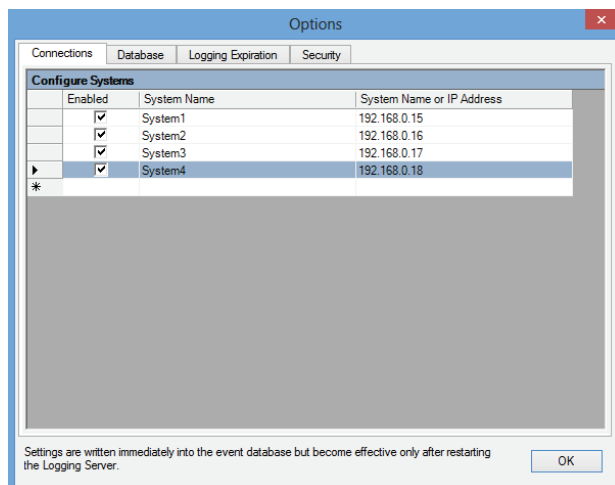 Options
Connections Database Logging Expiration Security
Configure Systems
Enabled System Name System Name or IP Address
System1 192.168.0.15
System2 192.168.0.16
System3 192.168.0.17
System4 192.168.0.18
Settings are written immediately into the event database but become effective only after restarting
the Logging Server.
OK